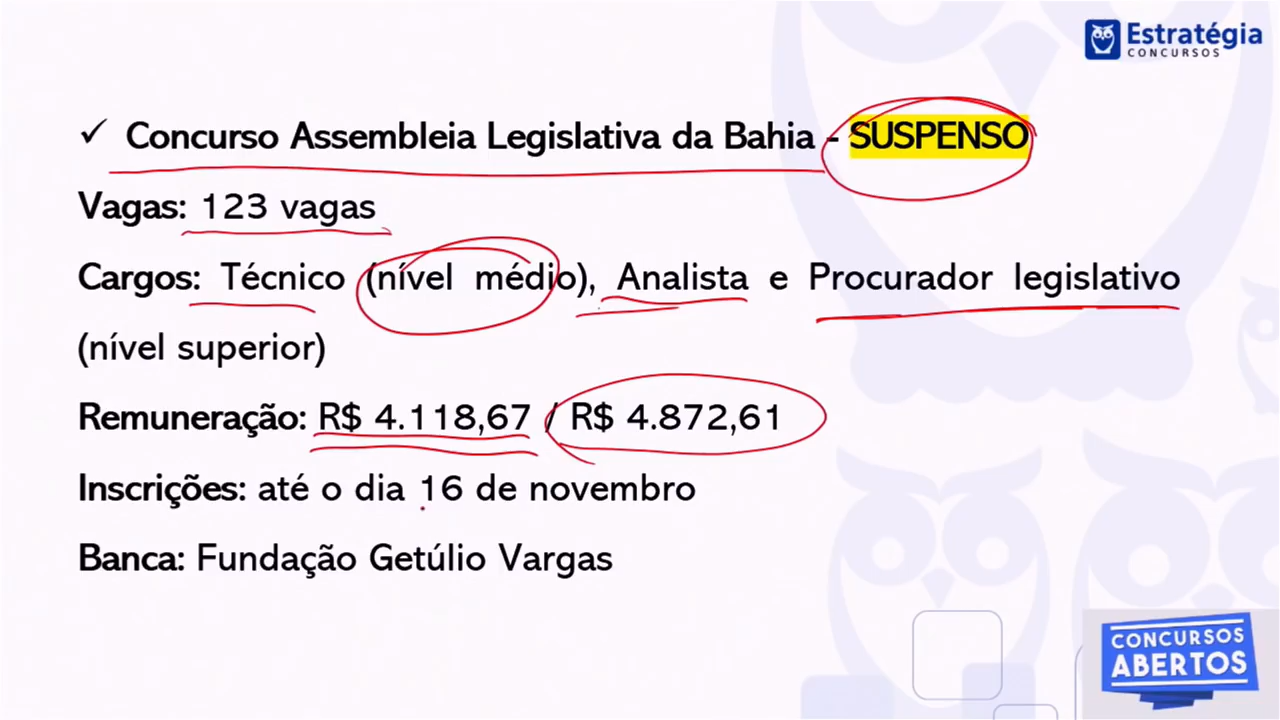 Estratégia
CONCURSOS
✓ Concurso Assembleia Legislativa da Bahia - SUSPENSO
Vagas: 123 vagas
Cargos: Técnico (nível médio), Analista e Procurador legislativo
(nível superior)
Remuneração: R$ 4.118,67 / R$ 4.872,61
Inscrições: até o dia 16 de novembro
Banca: Fundação Getúlio Vargas
CONCURSOS
ABERTOS